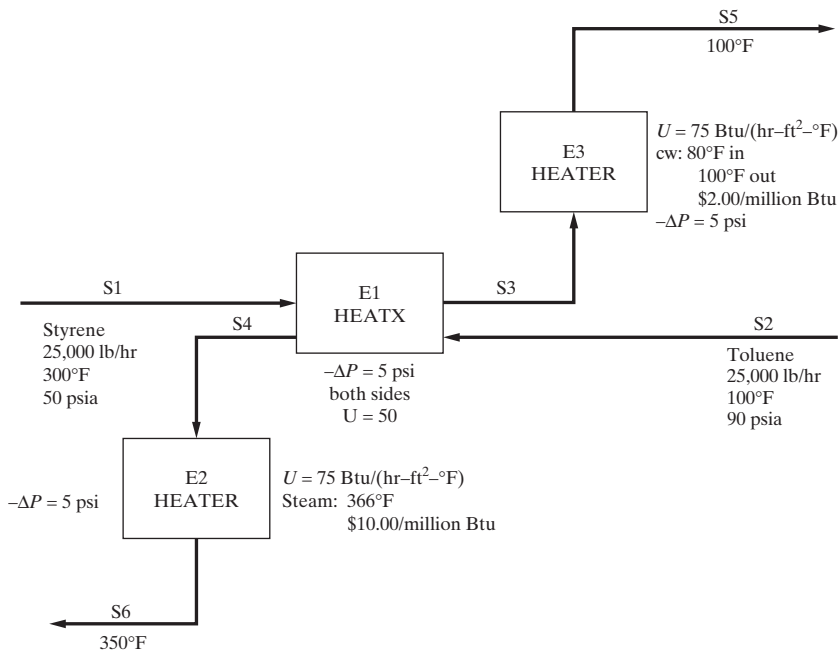 S5
100°F
E3
HEATER
U = 75 Btu/(hr–ft²–°F)
cw: 80°F in
100°F out
$2.00/million Btu
–ΔP = 5 psi
S1
E1
HEATX
S3
S4
S2
Styrene
25,000 lb/hr
300°F
50 psia
–ΔP = 5 psi
both sides
U = 50
Toluene
25,000 lb/hr
100°F
90 psia
E2
HEATER
–ΔP = 5 psi
U = 75 Btu/(hr–ft²–°F)
Steam: 366°F
$10.00/million Btu
S6
350°F